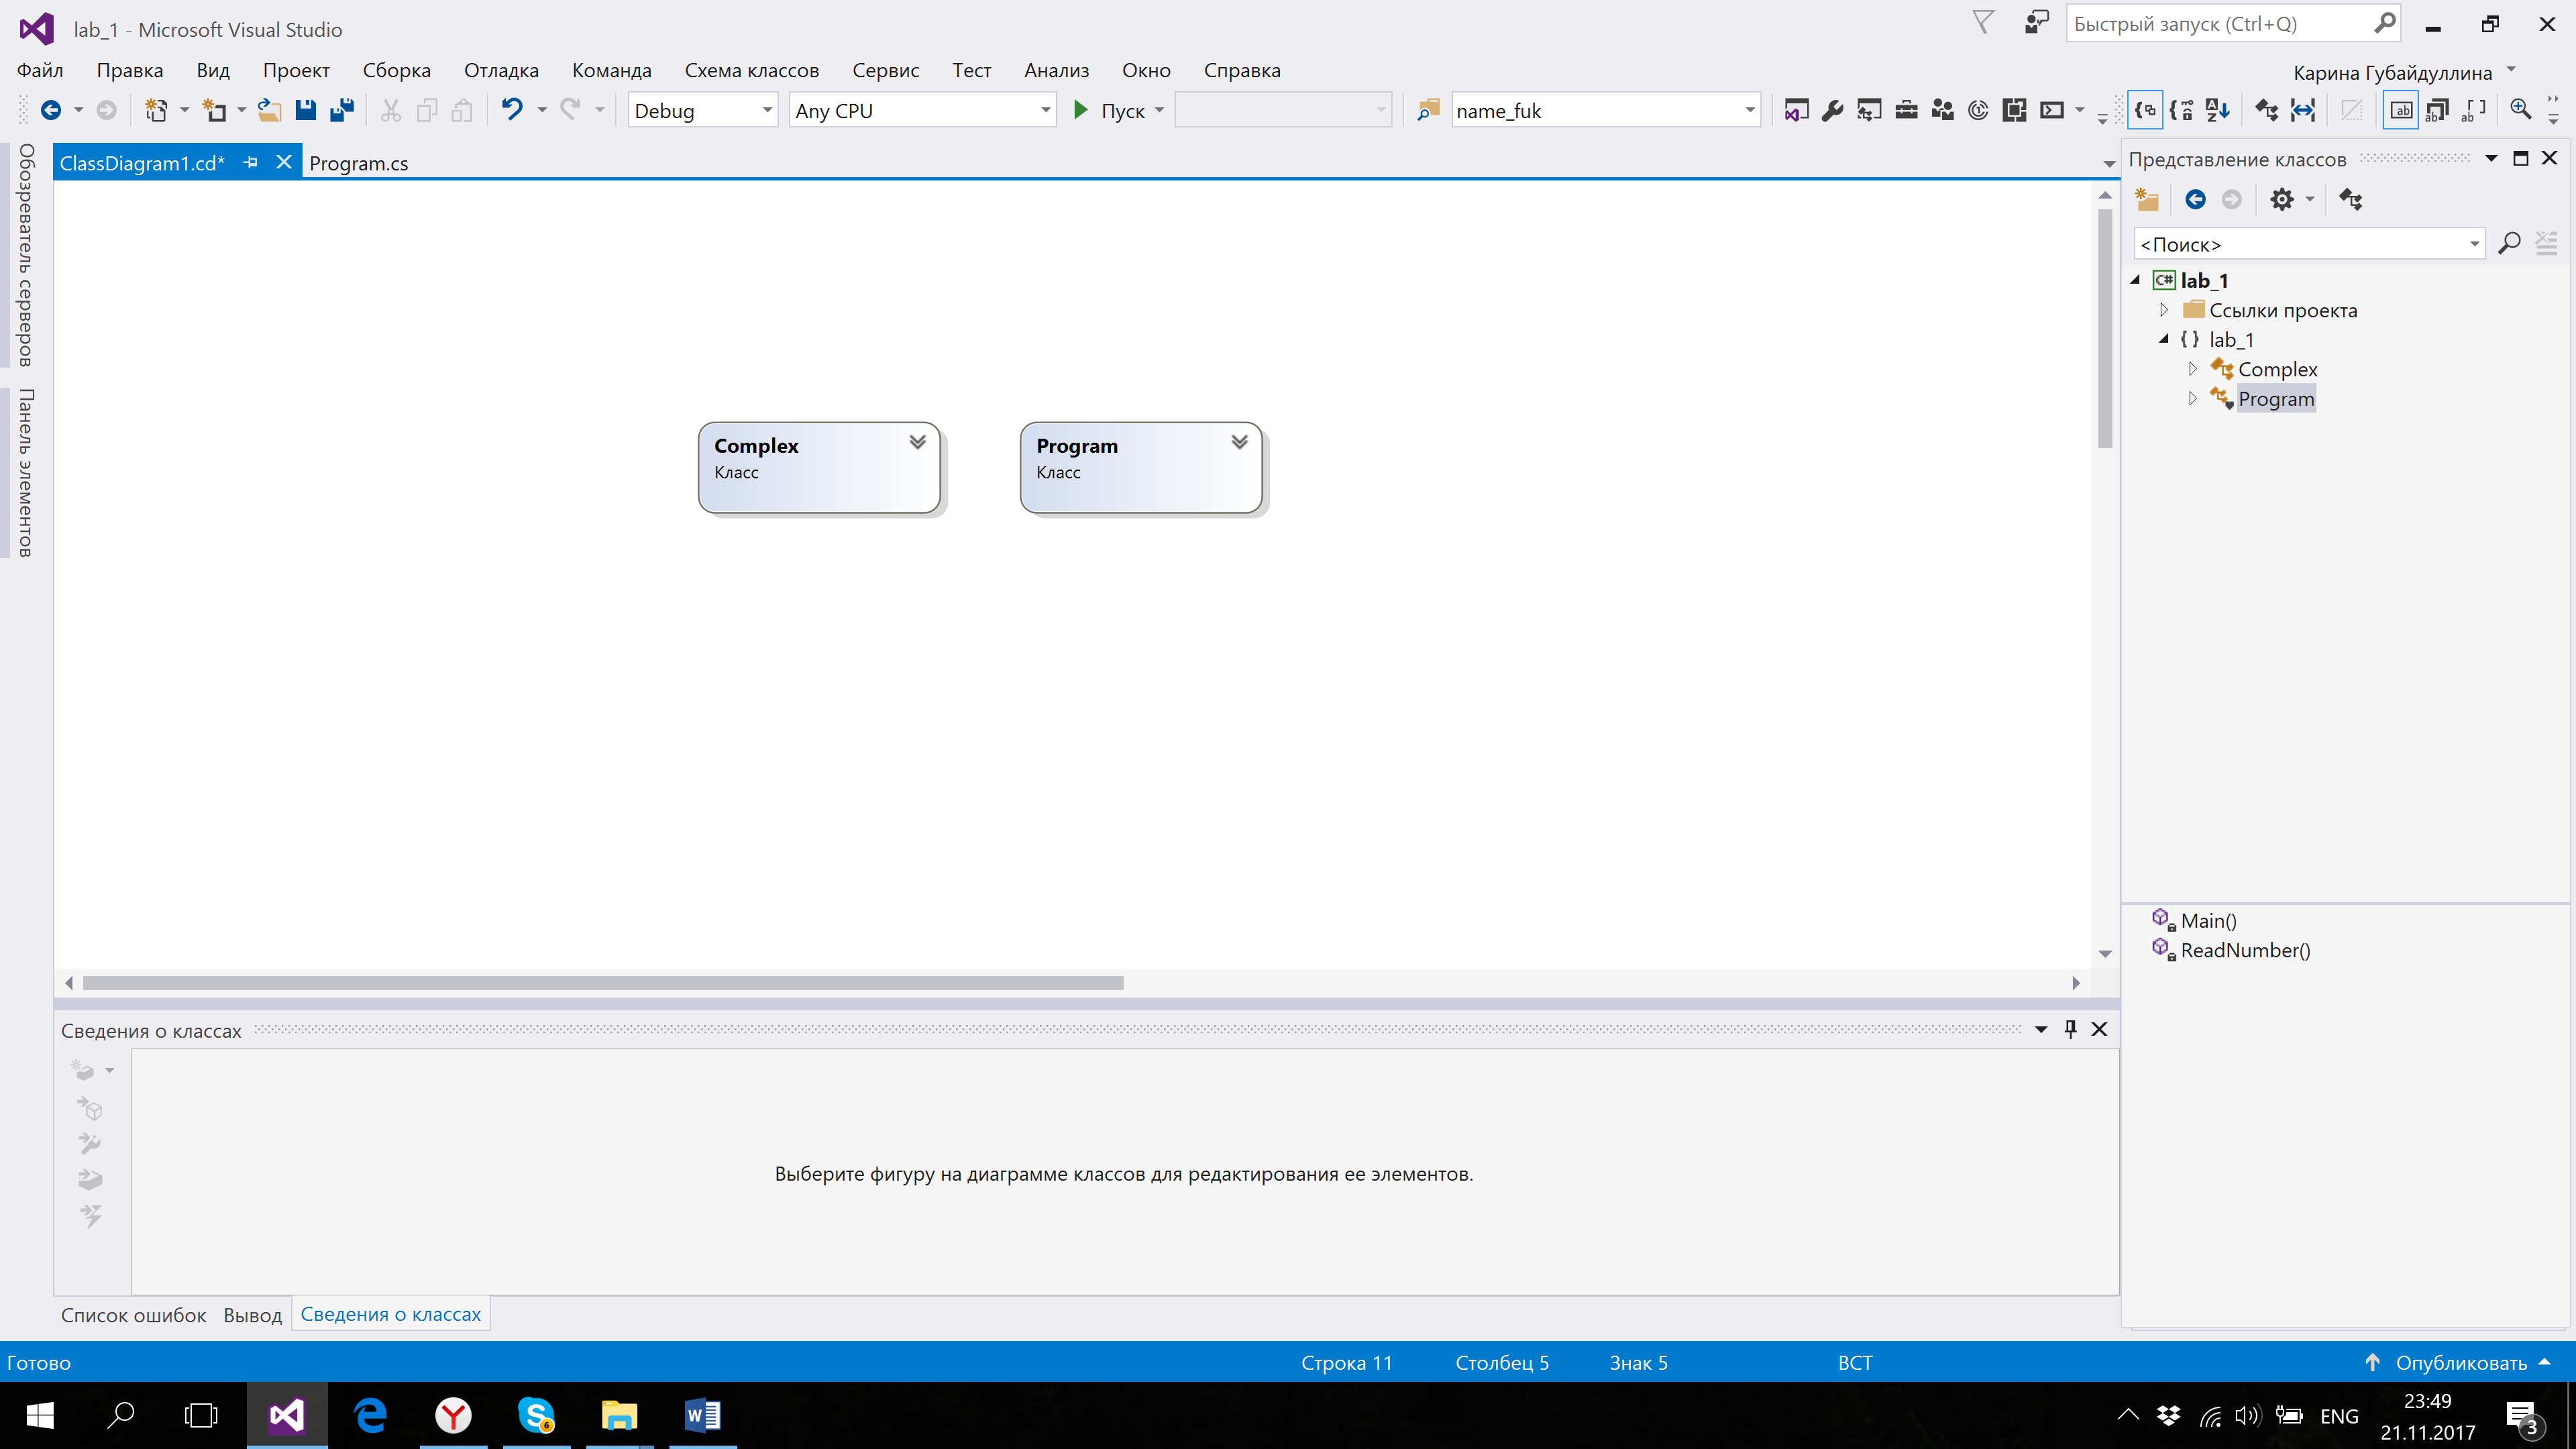 lab_1 - Microsoft Visual Studio
Быстрый запуск (Ctrl+Q)
Файл Правка Вид Проект Сборка Отладка Команда Схема классов Сервис Тест Анализ Окно Справка
Карина Губайдуллина
Debug Any CPU Пуск name_fuk
Обозреватель серверов
Панель элементов
ClassDiagram1.cd* Program.cs
Представление классов
<Поиск>
lab_1
Ссылки проекта
lab_1
Complex
Program
Complex
Класс
Program
Класс
Main()
ReadNumber()
Сведения о классах
Выберите фигуру на диаграмме классов для редактирования ее элементов.
Список ошибок Вывод Сведения о классах
Готово Строка 11 Столбец 5 Знак 5 ВСТ Опубликовать
6
ENG
23:49
21.11.2017
3